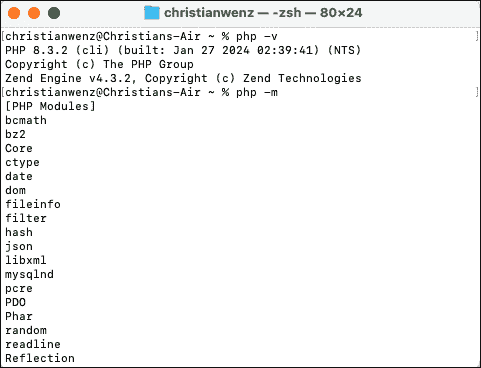 christianwenz — -zsh — 80×24
[christianwenz@Christians-Air ~ % php -v]
PHP 8.3.2 (cli) (built: Jan 27 2024 02:39:41) (NTS)
Copyright (c) The PHP Group
Zend Engine v4.3.2, Copyright (c) Zend Technologies
[christianwenz@Christians-Air ~ % php -m]
[PHP Modules]
bcmath
bz2
Core
ctype
date
dom
fileinfo
filter
hash
json
libxml
mysqlnd
pcre
PDO
Phar
random
readline
Reflection